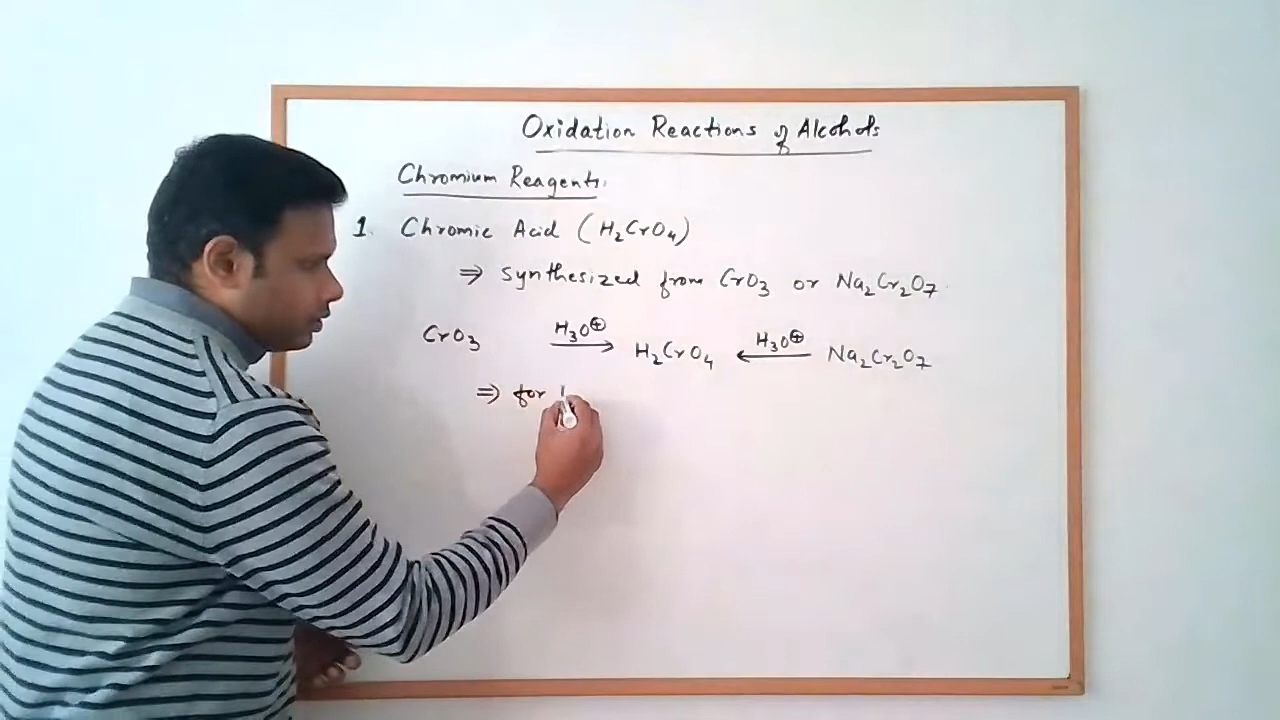 Oxidation Reactions of Alcohols
Chromium Reagents.
1. Chromic Acid (H₂CrO₄)
⇒ synthesized from CrO₃ or Na₂Cr₂O₇
CrO₃ H₃O⊕ → H₂CrO₄ ← H₃O⊕ Na₂Cr₂O₇
⇒ for